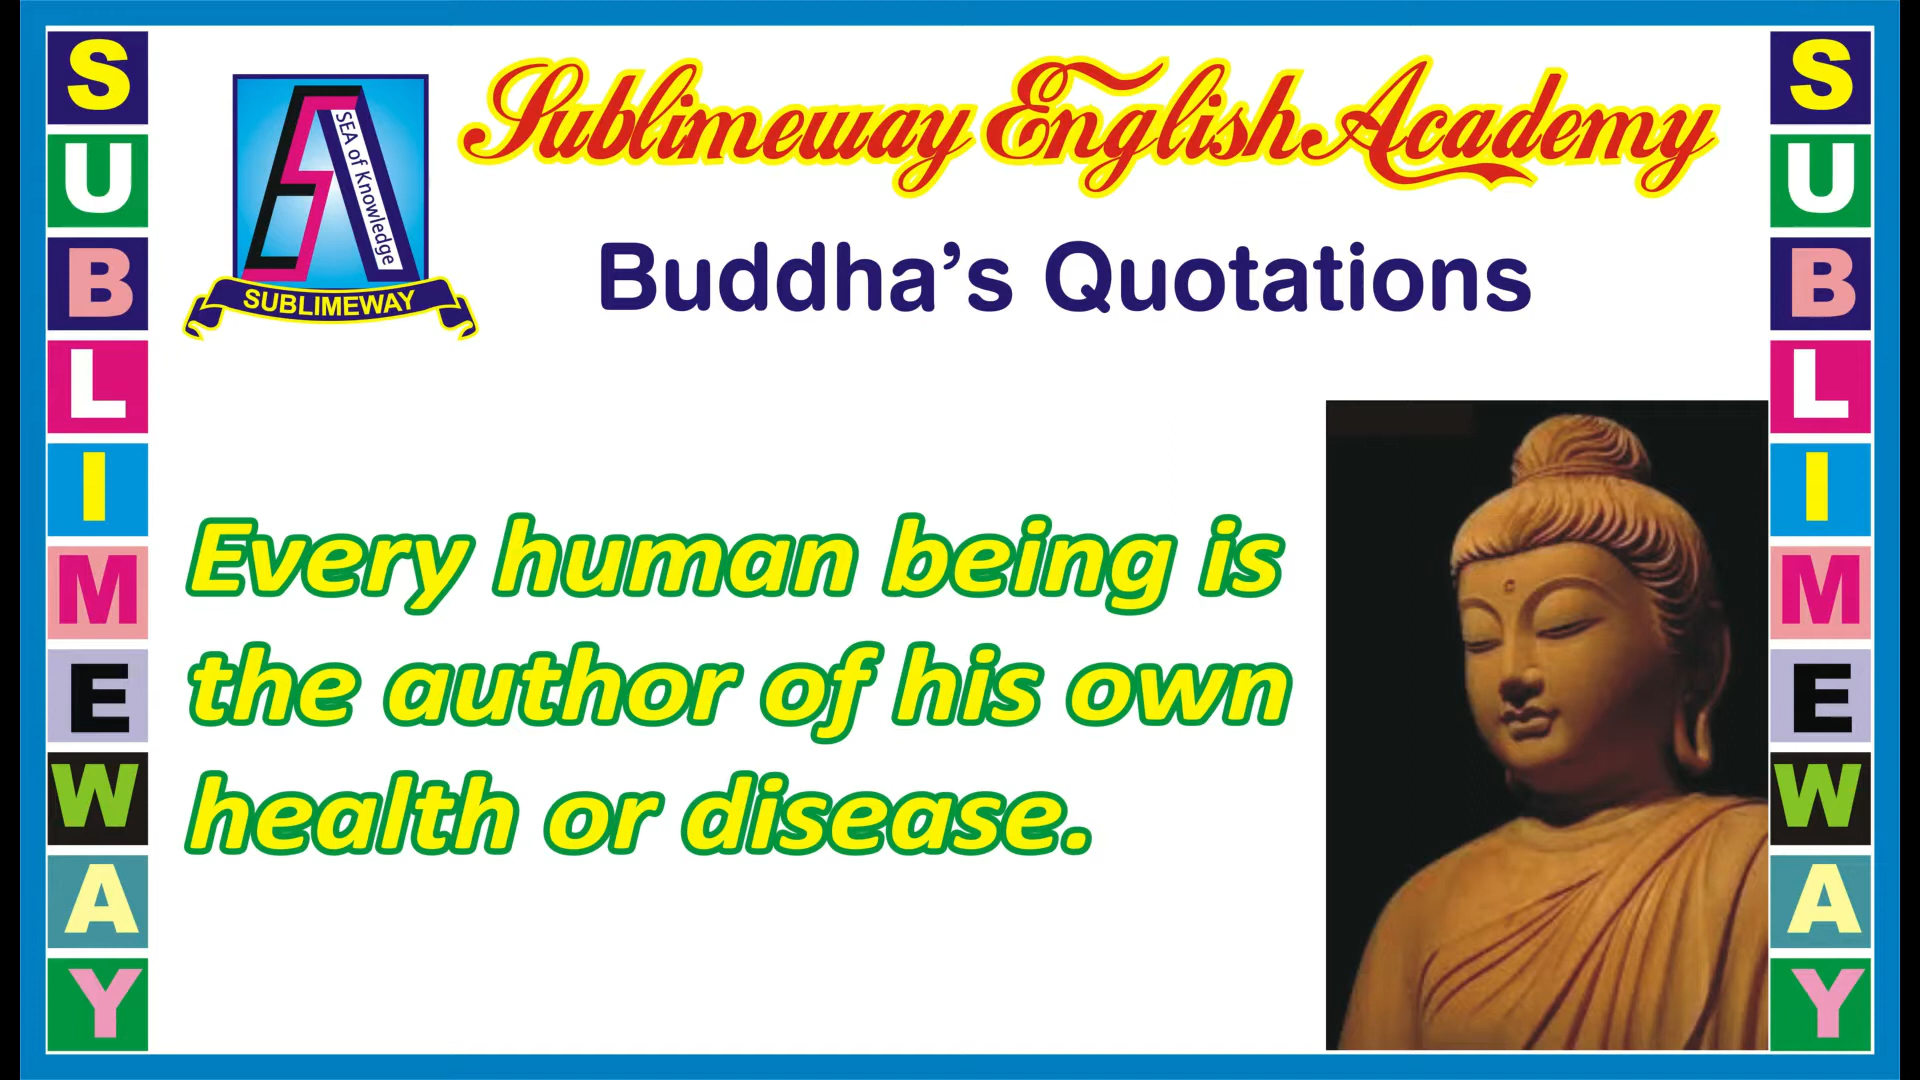 SUBLIMEWAY
SEA of Knowledge
SUBLIMEWAY
Sublimeway English Academy
Buddha’s Quotations
Every human being is
the author of his own
health or disease.
SUBLIMEWAY